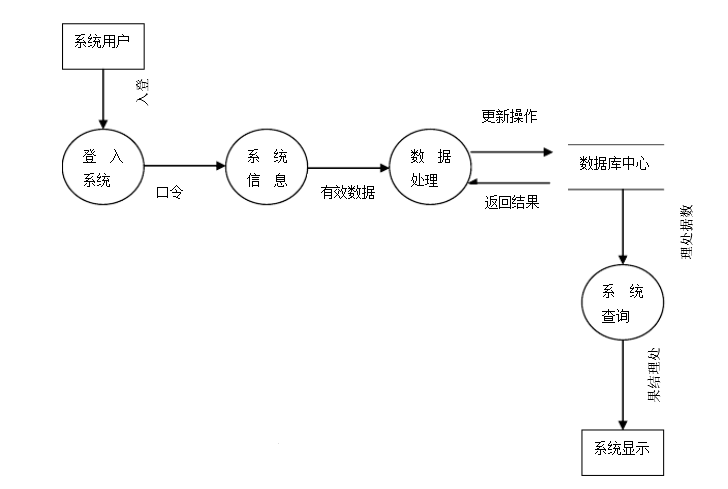 系统用户
登入
登 入
系统
口令
系 统
信 息
有效数据
数 据
处理
更新操作
返回结果
数据库中心
数据处理
系 统
查询
处理结果
系统显示